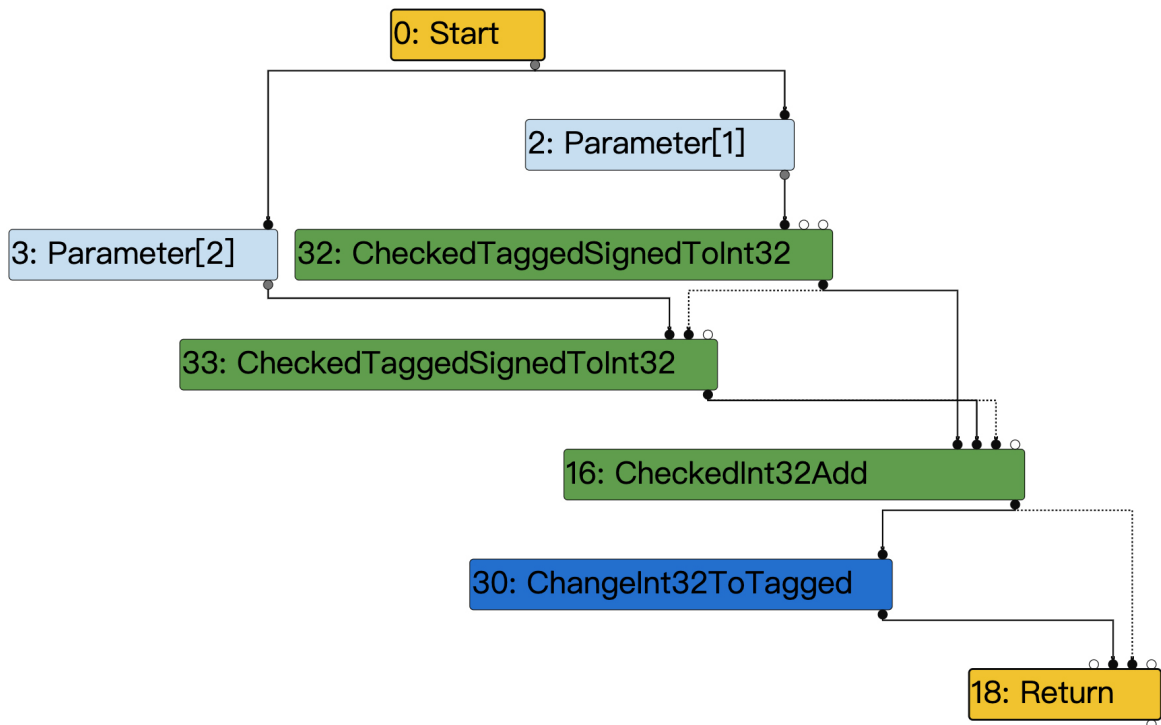 0: Start
2: Parameter[1]
3: Parameter[2]
32: CheckedTaggedSignedToInt32
33: CheckedTaggedSignedToInt32
16: CheckedInt32Add
30: ChangeInt32ToTagged
18: Return